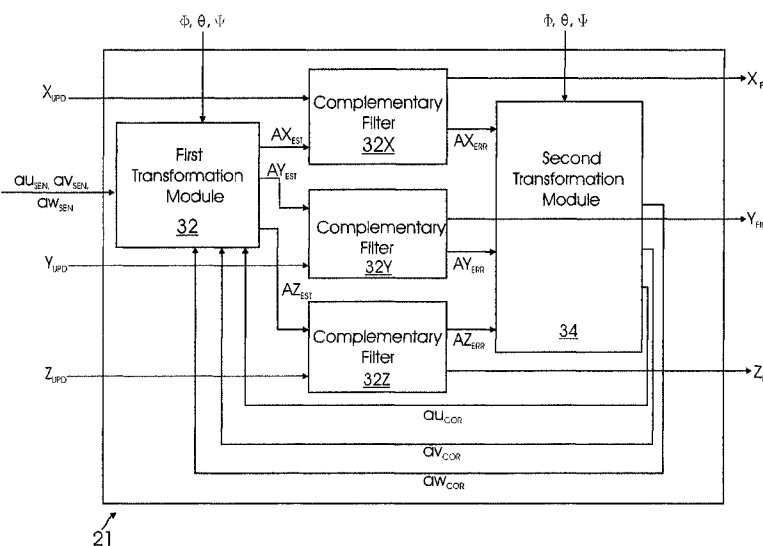 Φ, θ, Ψ
Φ, θ, Ψ
X_UPD
Complementary
Filter
32X
AX_EST
AX_ERR
First
Transformation
Module
32
au_SEN, av_SEN,
aw_SEN
AY_EST
Second
Transformation
Module
34
Complementary
Filter
32Y
Y_UPD
AY_ERR
AZ_EST
Complementary
Filter
32Z
AZ_ERR
Z_UPD
au_COR
av_COR
aw_COR
21